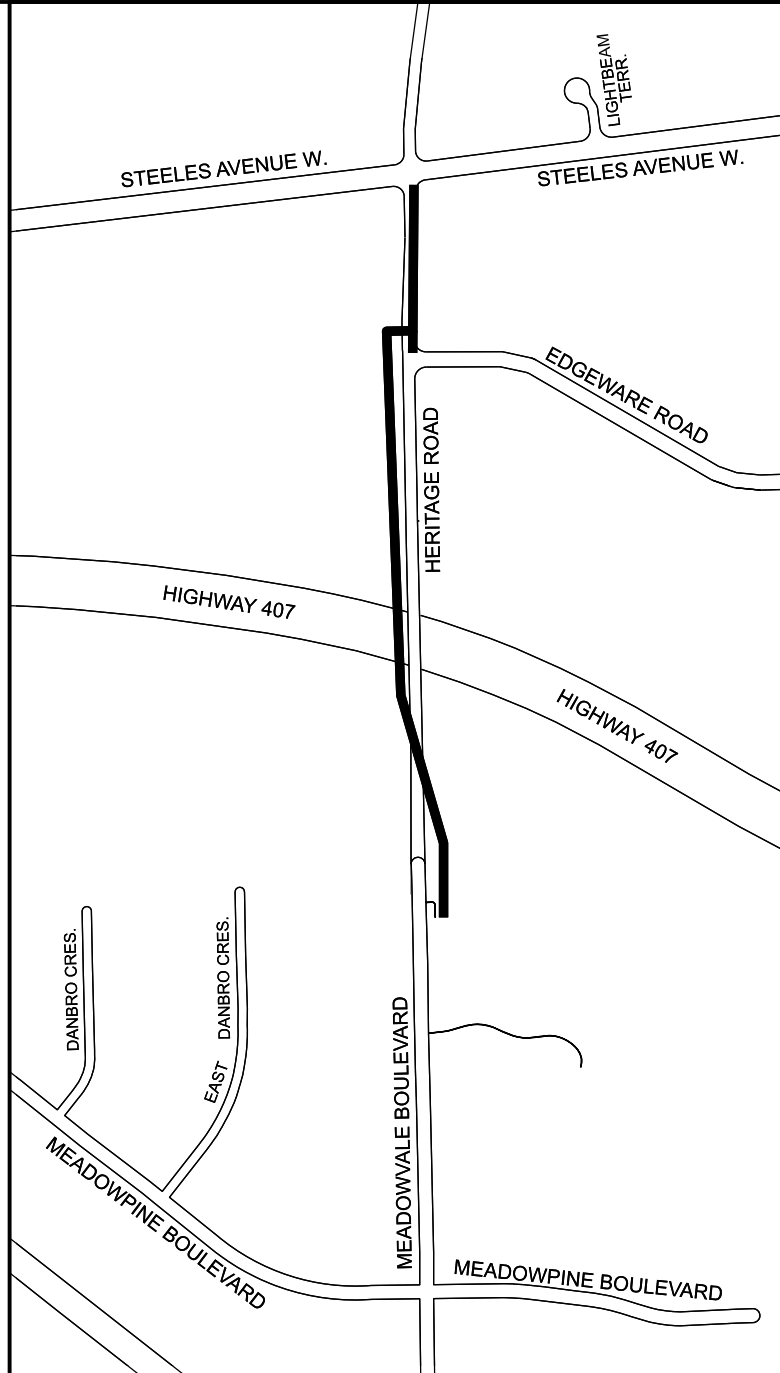 LIGHTBEAM
TERR.
STEELES AVENUE W.
STEELES AVENUE W.
EDGEWARE ROAD
HERITAGE ROAD
HIGHWAY 407
HIGHWAY 407
DANBRO CRES.
DANBRO CRES.
EAST
MEADOWVALE BOULEVARD
MEADOWPINE BOULEVARD
MEADOWPINE BOULEVARD